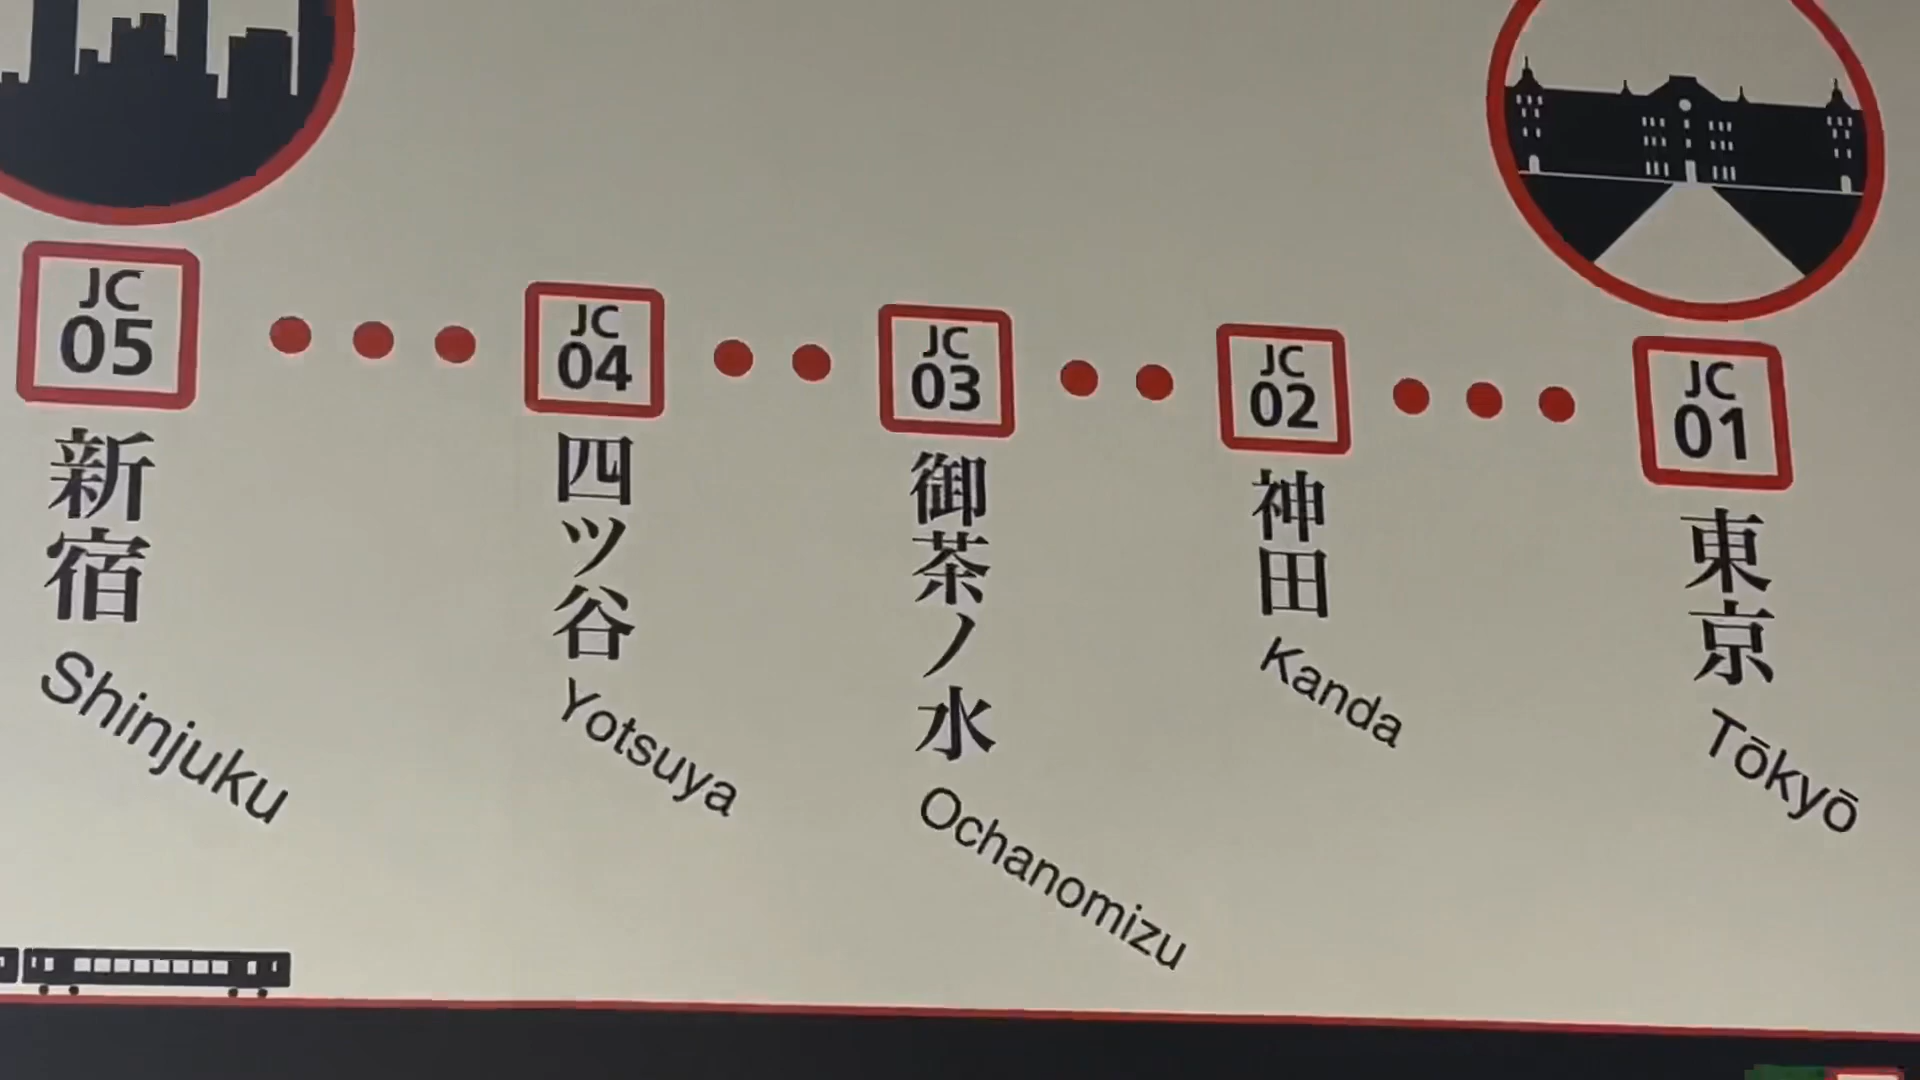 JC
05
新宿
Shinjuku
JC
04
四ツ谷
Yotsuya
JC
03
御茶ノ水
Ochanomizu
JC
02
神田
Kanda
JC
01
東京
Tōkyō